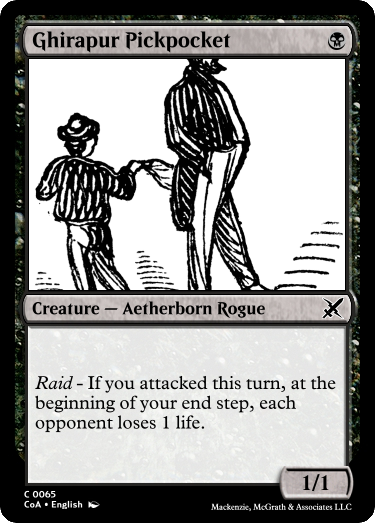 Ghirapur Pickpocket
Creature — Aetherborn Rogue
Raid - If you attacked this turn, at the
beginning of your end step, each
opponent loses 1 life.
1/1
C 0065
CoA • English
Mackenzie, McGrath & Associates LLC